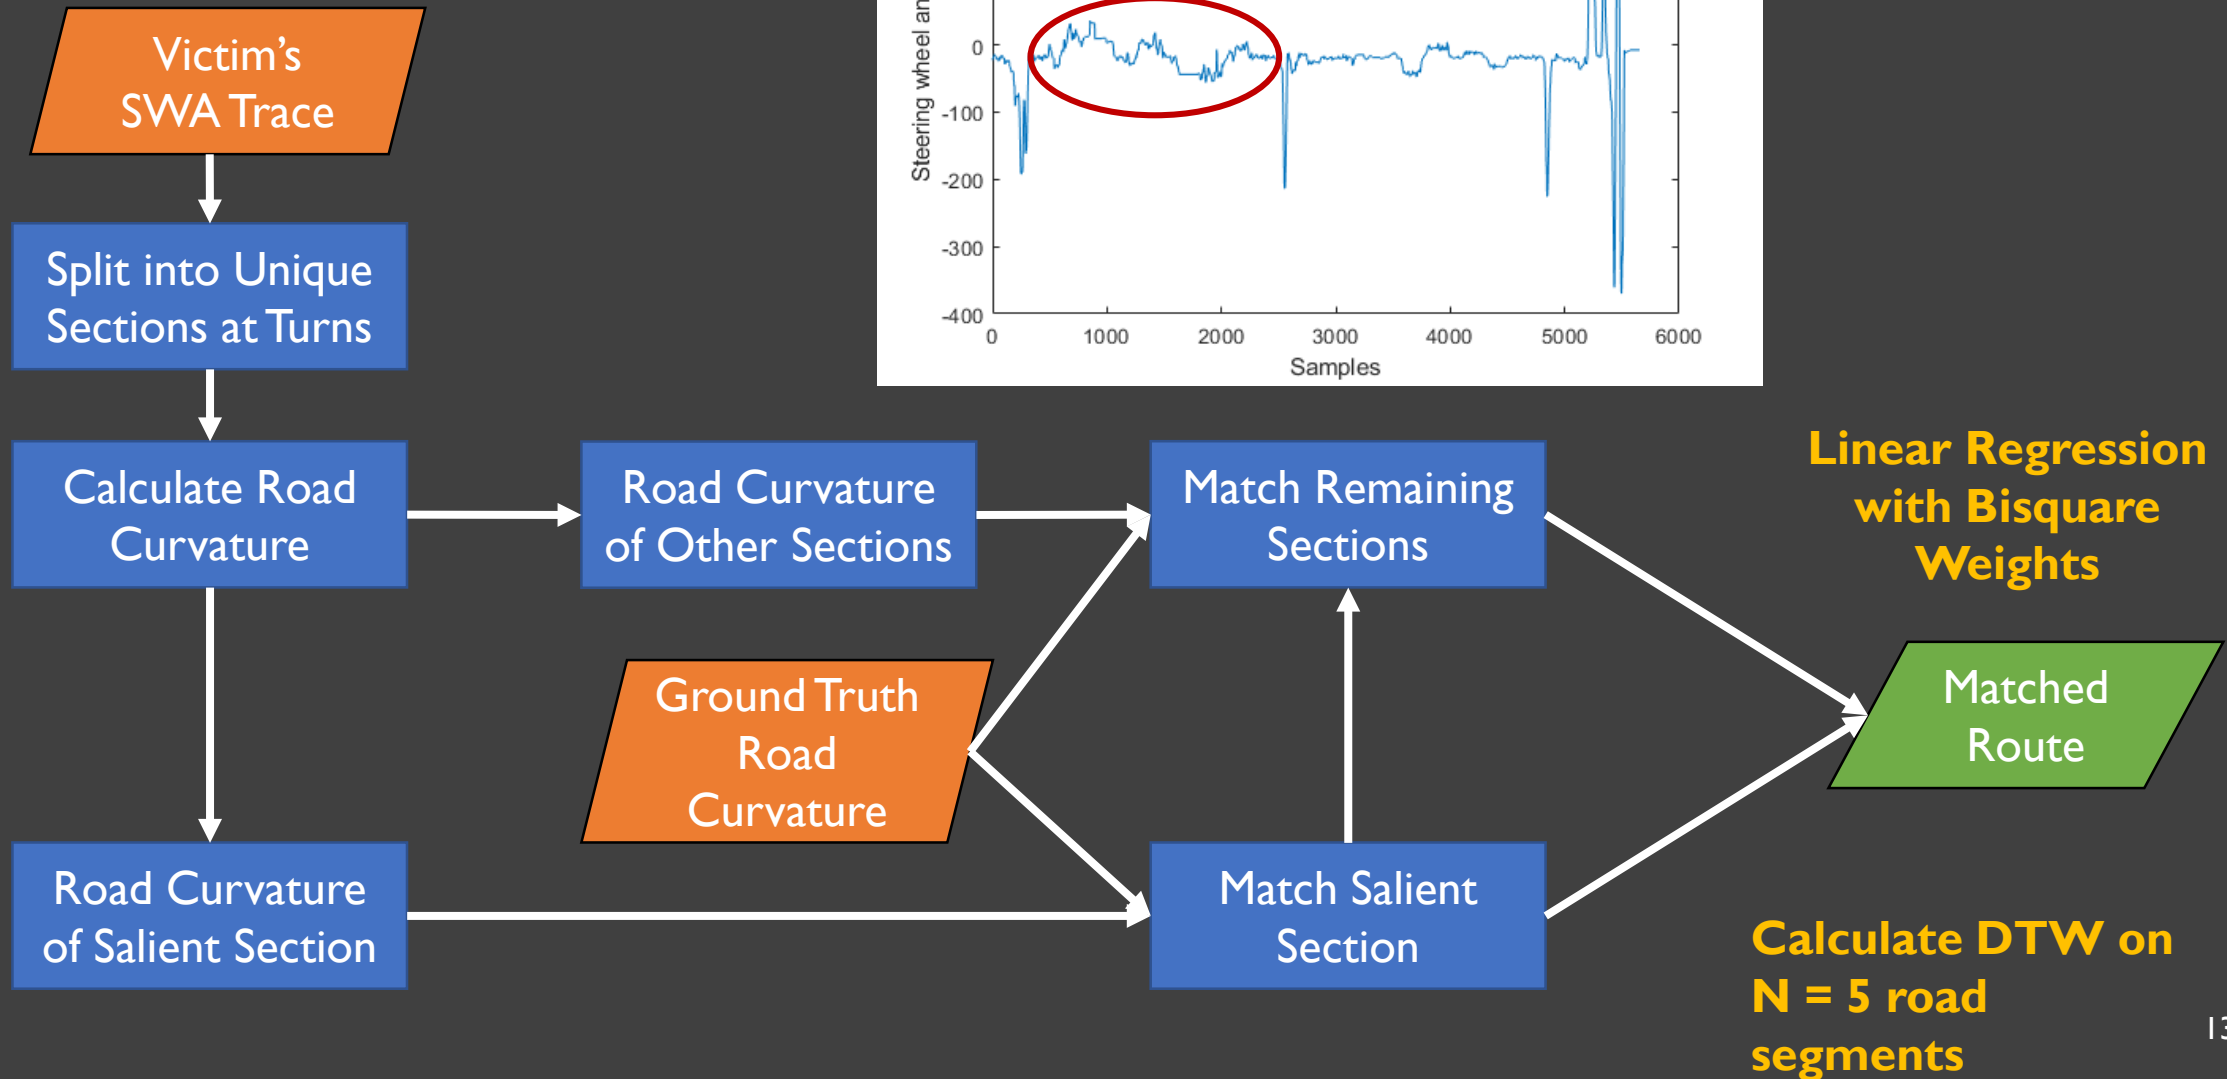 Victim's
SWA Trace
Split into Unique
Sections at Turns
Calculate Road
Curvature
Road Curvature
of Salient Section
Road Curvature
of Other Sections
Ground Truth
Road
Curvature
Match Remaining
Sections
Match Salient
Section
Matched
Route
Linear Regression
with Bisquare
Weights
Calculate DTW on
N = 5 road
segments
Steering wheel
0
-100
-200
-300
-400
0
1000
2000
3000
4000
5000
6000
Samples